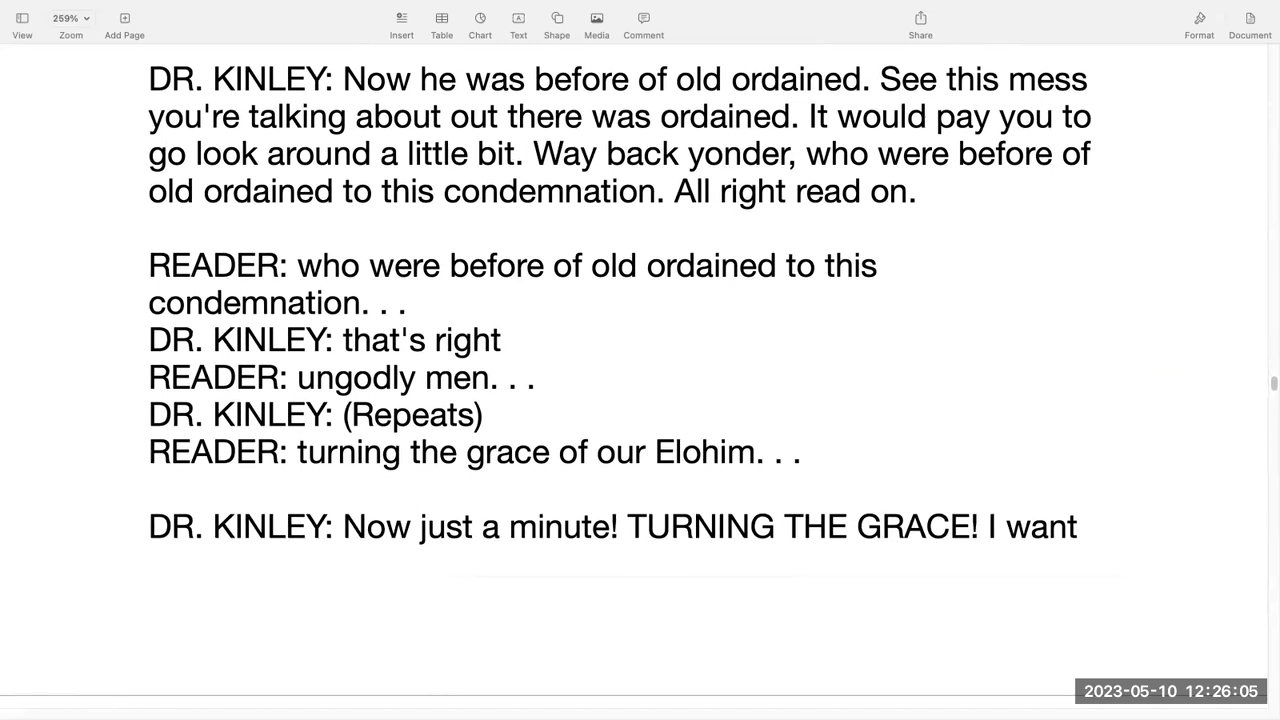 259%
View Zoom Add Page Insert Table Chart Text Shape Media Comment Share Format Document
DR. KINLEY: Now he was before of old ordained. See this mess
you're talking about out there was ordained. It would pay you to
go look around a little bit. Way back yonder, who were before of
old ordained to this condemnation. All right read on.
READER: who were before of old ordained to this
condemnation. . .
DR. KINLEY: that's right
READER: ungodly men. . .
DR. KINLEY: (Repeats)
READER: turning the grace of our Elohim. . .
DR. KINLEY: Now just a minute! TURNING THE GRACE! I want
2023-05-10 12:26:05